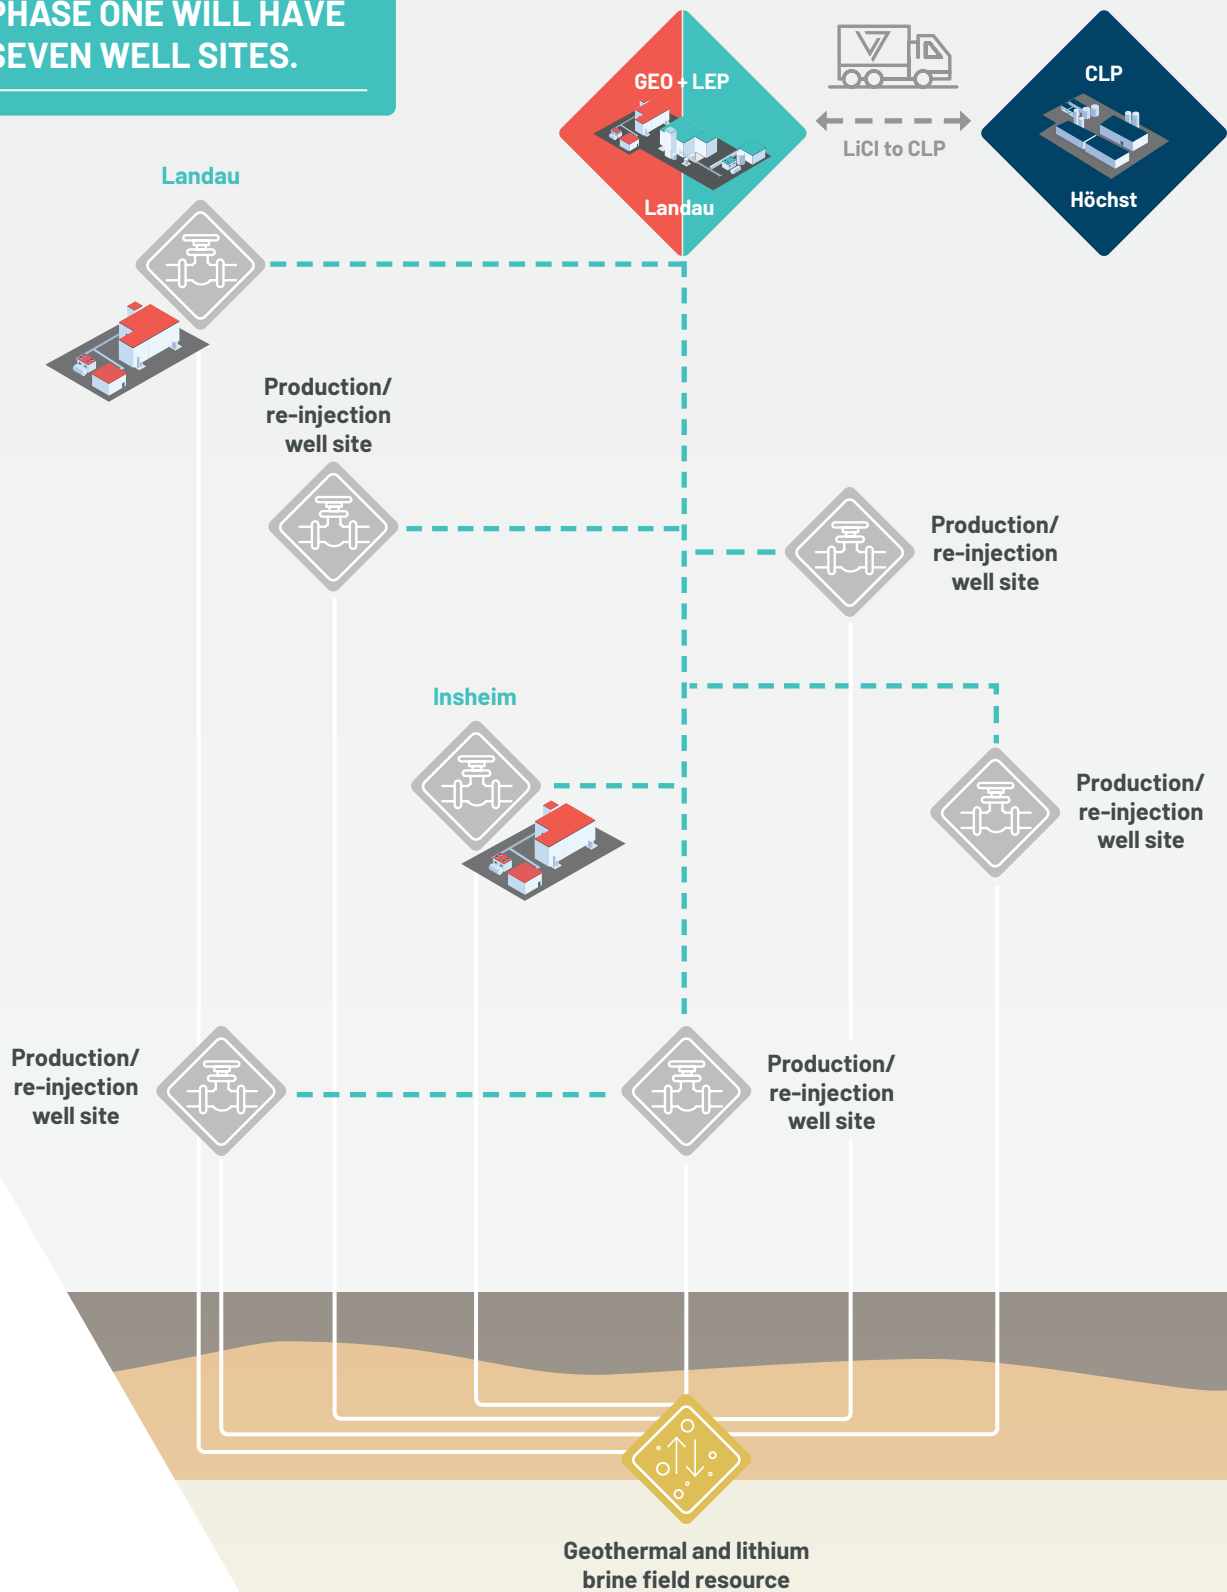 PHASE ONE WILL HAVE
SEVEN WELL SITES.
GEO + LEP
Landau
LiCl to CLP
CLP
Höchst
Landau
Production/
re-injection
well site
Production/
re-injection
well site
Insheim
Production/
re-injection
well site
Production/
re-injection
well site
Production/
re-injection
well site
Geothermal and lithium
brine field resource